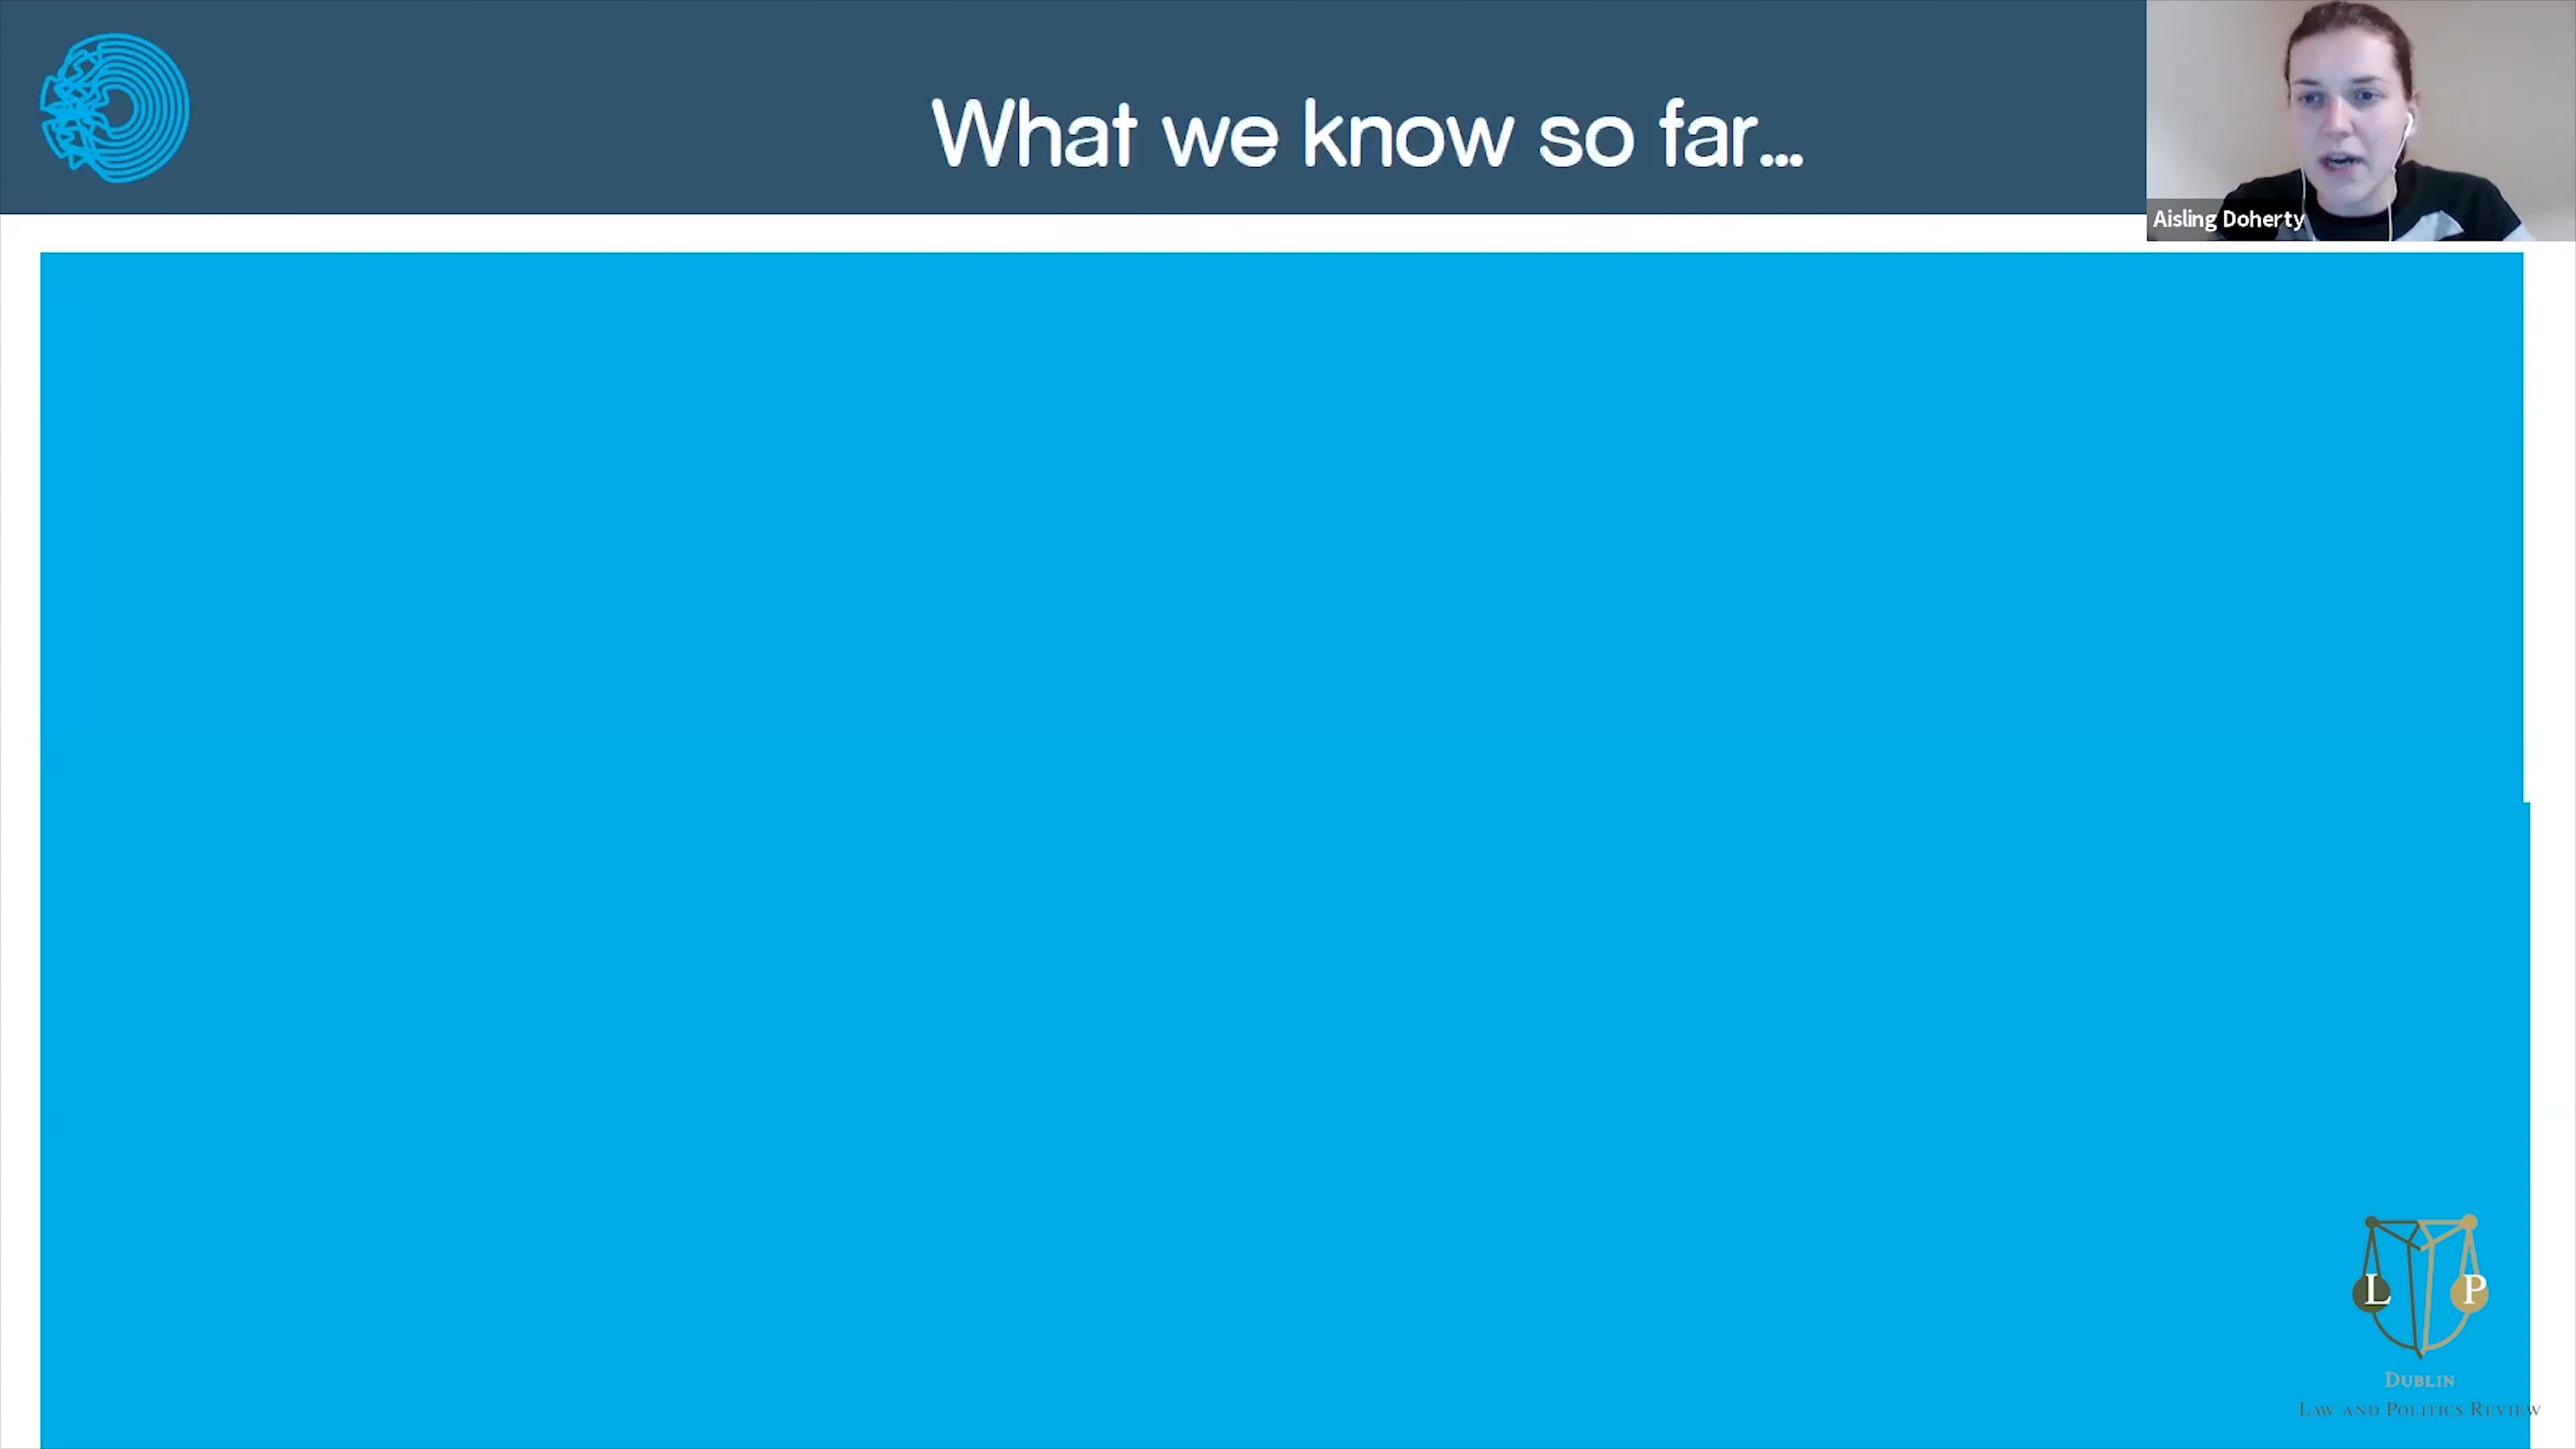 What we know so far...
Aisling Doherty
L P
DUBLIN
LAW AND POLITICS REVIEW